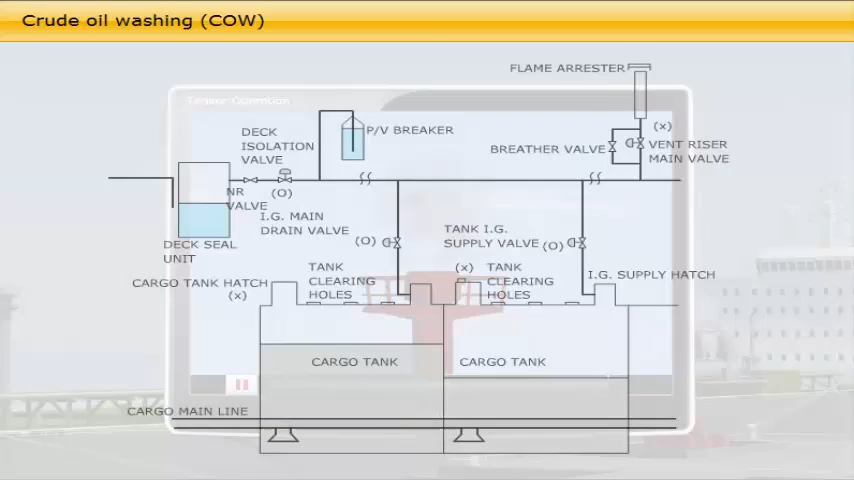 Crude oil washing (COW)
FLAME ARRESTER
Tanker Operation
DECK
ISOLATION
VALVE
P/V BREAKER
(x)
BREATHER VALVE
VENT RISER
MAIN VALVE
NR
VALVE
(O)
I.G. MAIN
DRAIN VALVE
TANK I.G.
SUPPLY VALVE
(O)
(O)
DECK SEAL
UNIT
CARGO TANK HATCH
(x)
TANK
CLEARING
HOLES
(x)
TANK
CLEARING
HOLES
I.G. SUPPLY HATCH
CARGO TANK
CARGO TANK
CARGO MAIN LINE